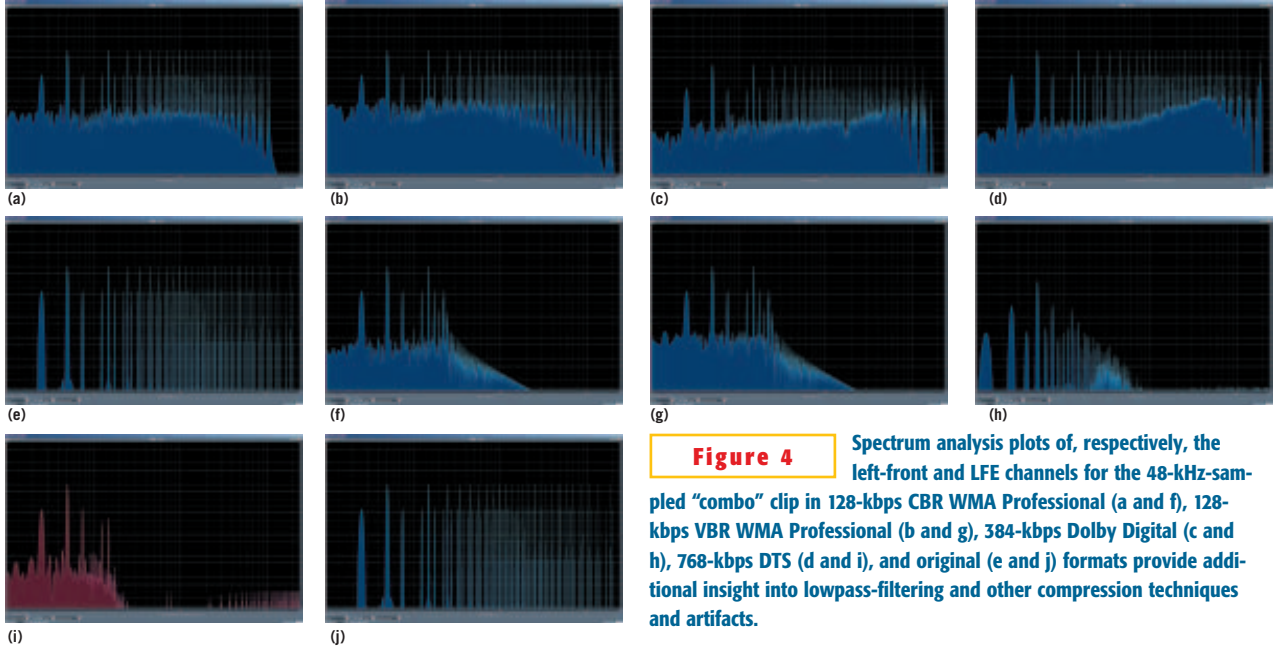 (a)
(b)
(c)
(d)
(e)
(f)
(g)
(h)
Figure 4
Spectrum analysis plots of, respectively, the
left-front and LFE channels for the 48-kHz-sam-
pled “combo” clip in 128-kbps CBR WMA Professional (a and f), 128-
kbps VBR WMA Professional (b and g), 384-kbps Dolby Digital (c and
h), 768-kbps DTS (d and i), and original (e and j) formats provide addi-
tional insight into lowpass-filtering and other compression techniques
and artifacts.
(i)
(j)